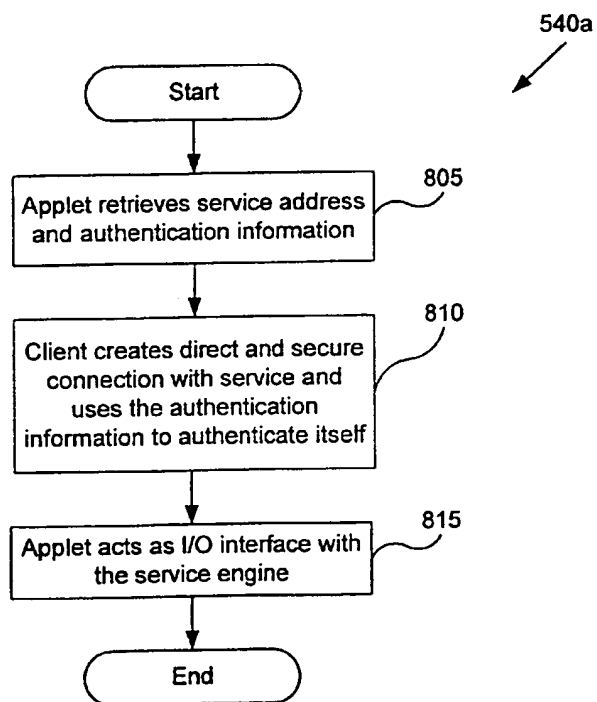 540a
Start
Applet retrieves service address
and authentication information
805
Client creates direct and secure
connection with service and
uses the authentication
information to authenticate itself
810
Applet acts as I/O interface with
the service engine
815
End